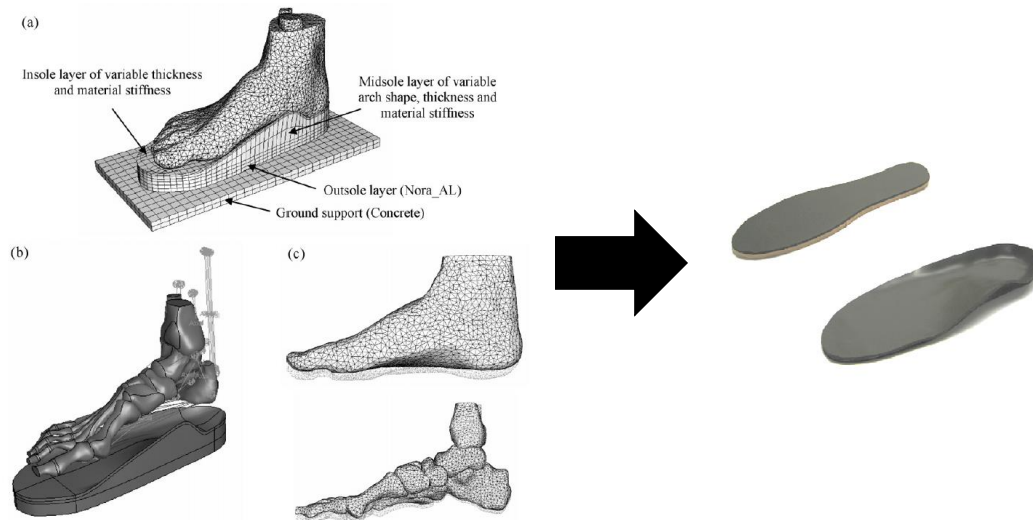 (a)
Insole layer of variable thickness
and material stiffness
Midsole layer of variable
arch shape, thickness and
material stiffness
Outsole layer (Nora_AL)
Ground support (Concrete)
(b)
(c)